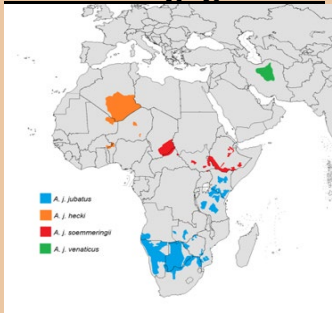 A. j. jubatus
A. j. hecki
A. j. soemmeringii
A. j. venaticus